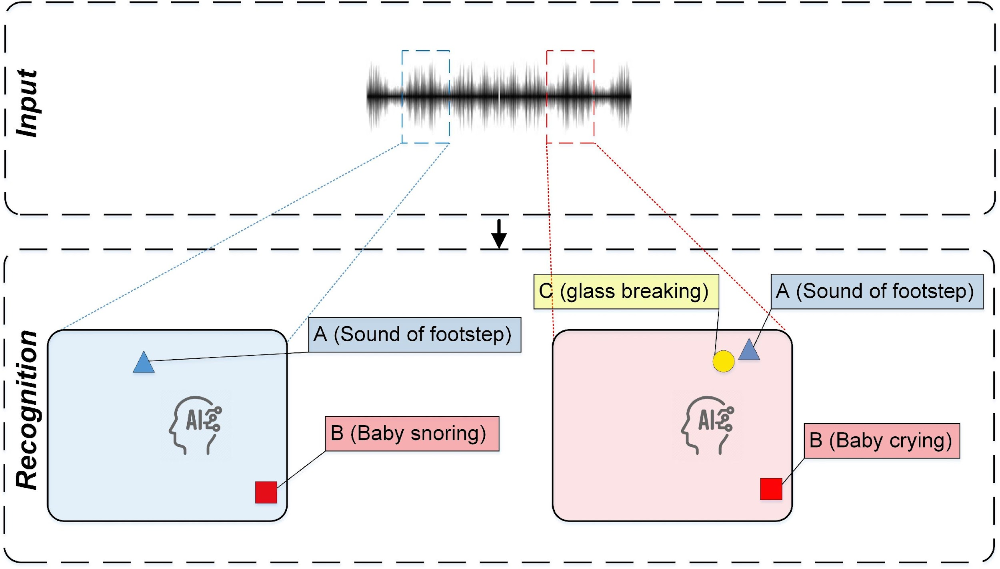 Input
Recognition
C (glass breaking)
A (Sound of footstep)
A (Sound of footstep)
AI
AI
B (Baby snoring)
B (Baby crying)